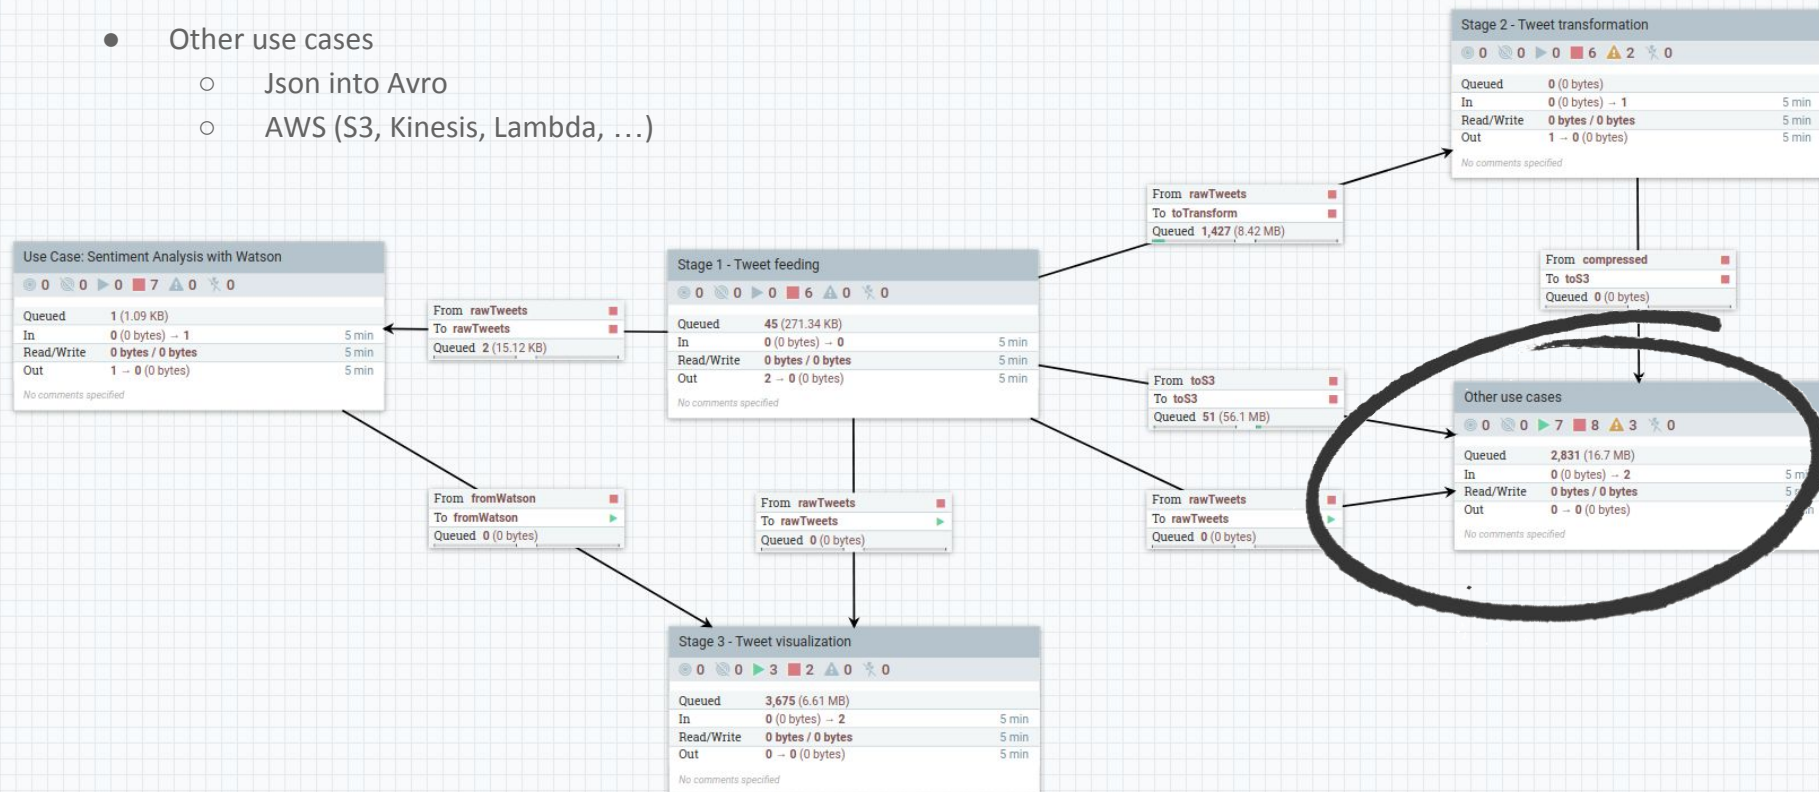 ● Other use cases
○ Json into Avro
○ AWS (S3, Kinesis, Lambda, …)
Stage 2 - Tweet transformation
0 0 0 6 2 0
Queued 0 (0 bytes)
In 0 (0 bytes) → 1 5 min
Read/Write 0 bytes / 0 bytes 5 min
Out 1 → 0 (0 bytes) 5 min
No comments specified
From rawTweets
To toTransform
Queued 1,427 (8.42 MB)
Use Case: Sentiment Analysis with Watson
0 0 0 7 0 0
Queued 1 (1.09 KB)
In 0 (0 bytes) → 1 5 min
Read/Write 0 bytes / 0 bytes 5 min
Out 1 → 0 (0 bytes) 5 min
No comments specified
From rawTweets
To rawTweets
Queued 2 (15.12 KB)
Stage 1 - Tweet feeding
0 0 0 6 0 0
Queued 45 (271.34 KB)
In 0 (0 bytes) → 0 5 min
Read/Write 0 bytes / 0 bytes 5 min
Out 2 → 0 (0 bytes) 5 min
No comments specified
From compressed
To toS3
Queued 0 (0 bytes)
From toS3
To toS3
Queued 51 (56.1 MB)
Other use cases
0 0 7 8 3 0
Queued 2,831 (16.7 MB)
In 0 (0 bytes) → 2
Read/Write 0 bytes / 0 bytes
Out 0 → 0 (0 bytes)
No comments specified
From fromWatson
To fromWatson
Queued 0 (0 bytes)
From rawTweets
To rawTweets
Queued 0 (0 bytes)
From rawTweets
To rawTweets
Queued 0 (0 bytes)
Stage 3 - Tweet visualization
0 0 3 2 0 0
Queued 3,675 (6.61 MB)
In 0 (0 bytes) → 2 5 min
Read/Write 0 bytes / 0 bytes 5 min
Out 0 → 0 (0 bytes) 5 min
No comments specified